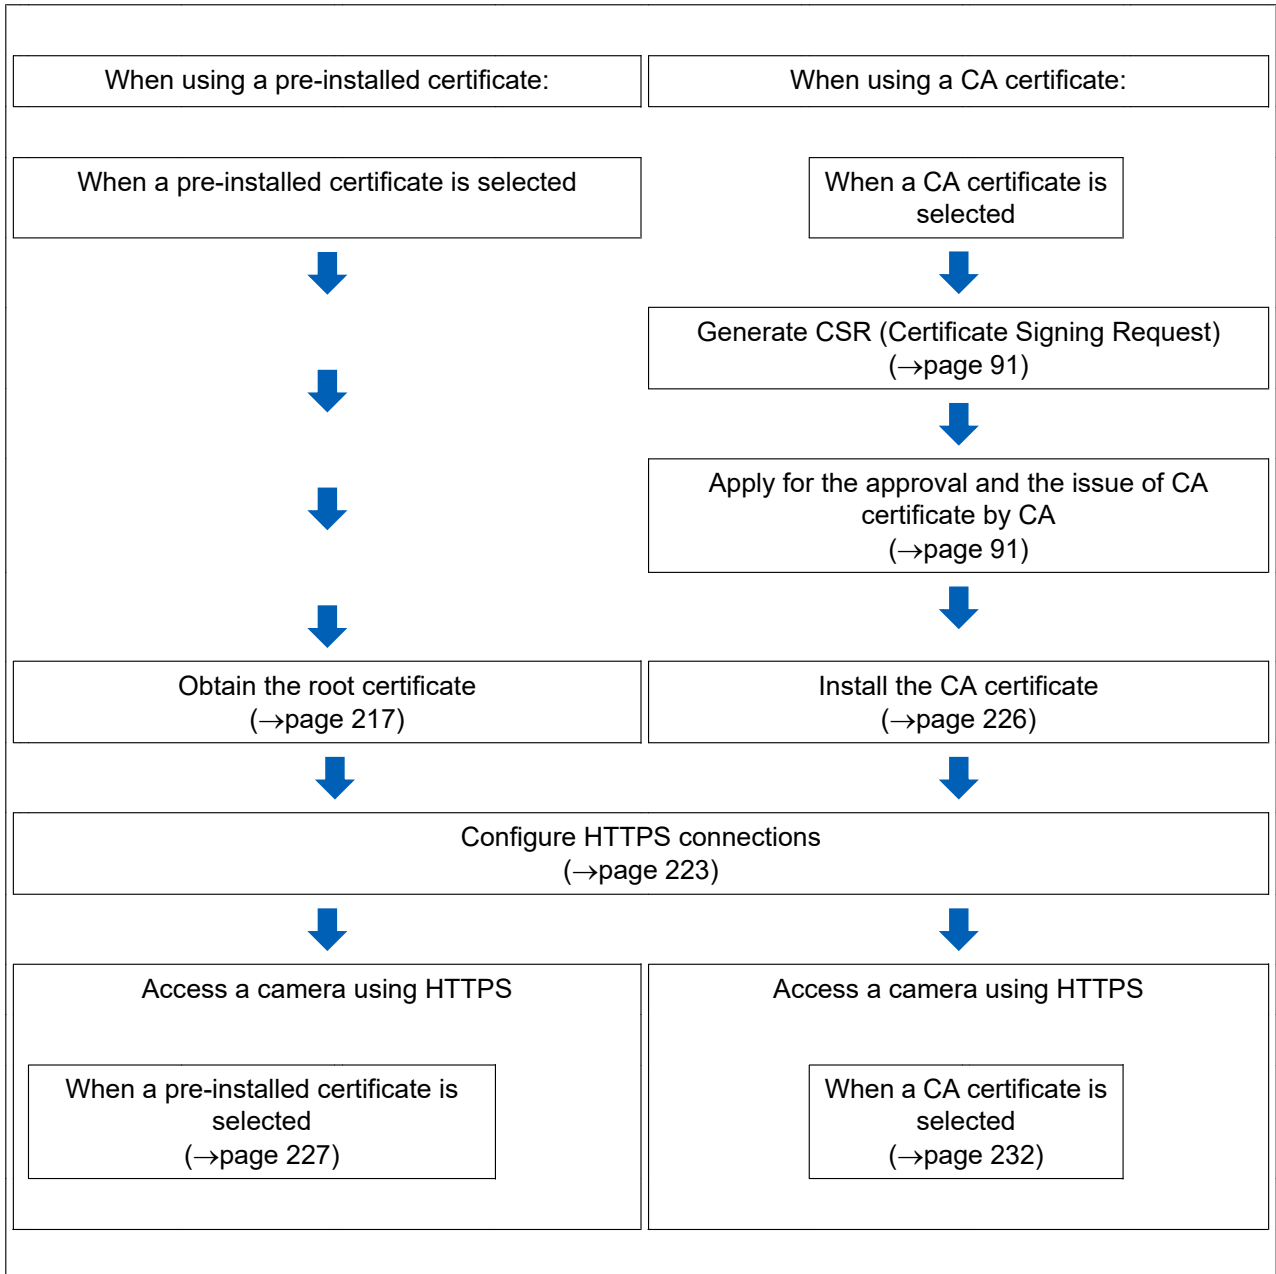 When using a pre-installed certificate:
When using a CA certificate:
When a pre-installed certificate is selected
When a CA certificate is
selected
Generate CSR (Certificate Signing Request)
(→page 91)
Apply for the approval and the issue of CA
certificate by CA
(→page 91)
Obtain the root certificate
(→page 217)
Install the CA certificate
(→page 226)
Configure HTTPS connections
(→page 223)
Access a camera using HTTPS
When a pre-installed certificate is
selected
(→page 227)
Access a camera using HTTPS
When a CA certificate is
selected
(→page 232)